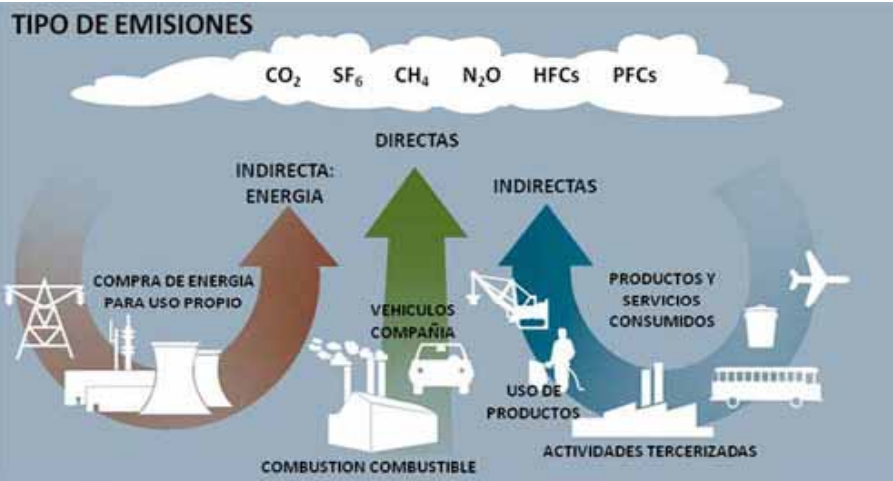 TIPO DE EMISIONES
CO₂ SF₆ CH₄ N₂O HFCs PFCs
DIRECTAS
INDIRECTA:
ENERGIA
INDIRECTAS
COMPRA DE ENERGIA
PARA USO PROPIO
VEHICULOS
COMPAÑIA
PRODUCTOS Y
SERVICIOS
CONSUMIDOS
USO DE
PRODUCTOS
ACTIVIDADES TERCERIZADAS
COMBUSTION COMBUSTIBLE